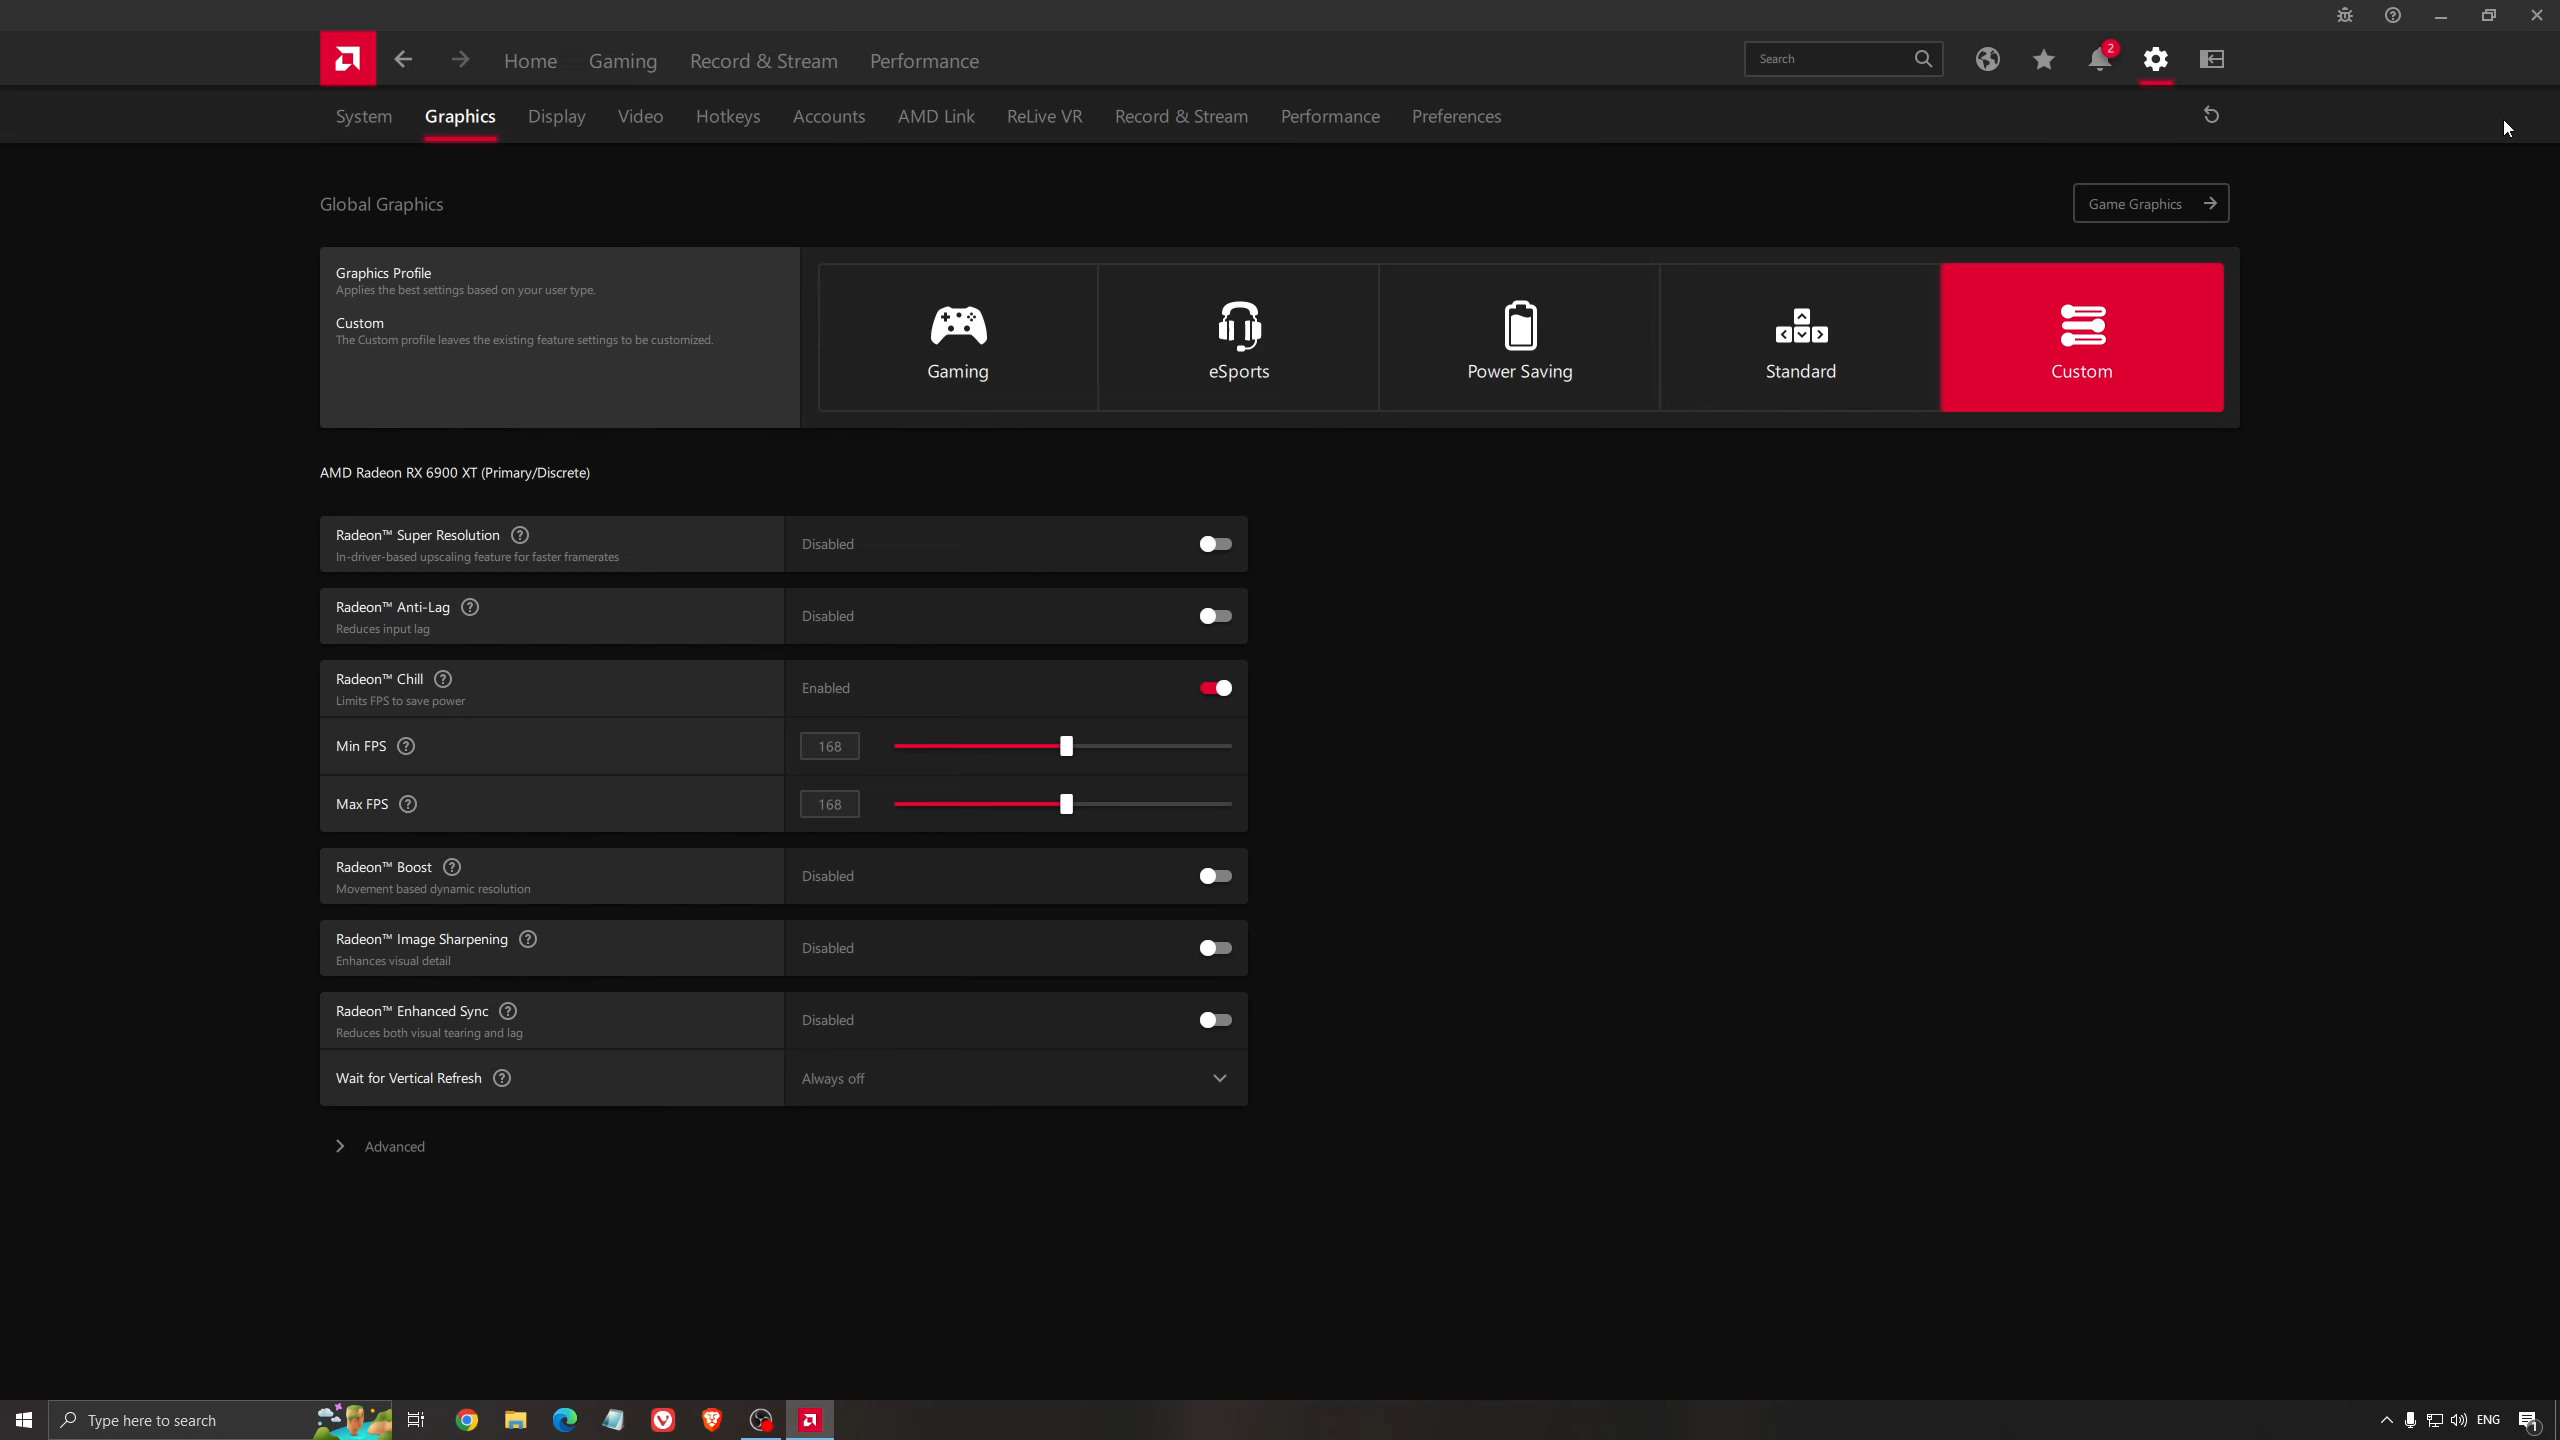 Home
Gaming
Record & Stream
Performance
Search
2
System
Graphics
Display
Video
Hotkeys
Accounts
AMD Link
ReLive VR
Record & Stream
Performance
Preferences
Global Graphics
Game Graphics
Graphics Profile
Applies the best settings based on your user type.
Custom
The Custom profile leaves the existing feature settings to be customized.
Gaming
eSports
Power Saving
Standard
Custom
AMD Radeon RX 6900 XT (Primary/Discrete)
Radeon™ Super Resolution
In-driver-based upscaling feature for faster framerates
Disabled
Radeon™ Anti-Lag
Reduces input lag
Disabled
Radeon™ Chill
Limits FPS to save power
Enabled
Min FPS
168
Max FPS
168
Radeon™ Boost
Movement based dynamic resolution
Disabled
Radeon™ Image Sharpening
Enhances visual detail
Disabled
Radeon™ Enhanced Sync
Reduces both visual tearing and lag
Disabled
Wait for Vertical Refresh
Always off
Advanced
Type here to search
ENG
1